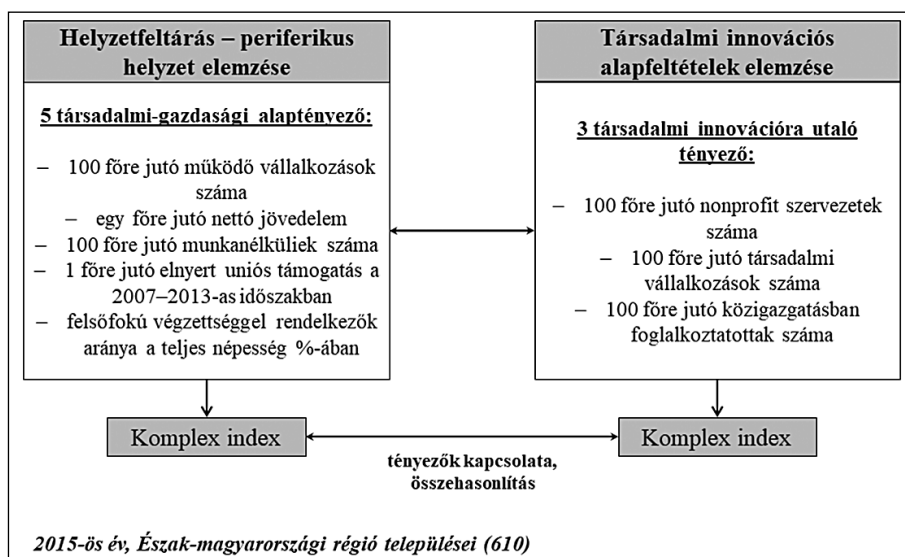 Helyzetfeltárás – periferikus
helyzet elemzése
5 társadalmi-gazdasági alaptényező:
– 100 főre jutó működő vállalkozások
száma
– egy főre jutó nettó jövedelem
– 100 főre jutó munkanélküliek száma
– 1 főre jutó elnyert uniós támogatás a
2007–2013-as időszakban
– felsőfokú végzettséggel rendelkezők
aránya a teljes népesség %-ában
Komplex index
Társadalmi innovációs
alapfeltételek elemzése
3 társadalmi innovációra utaló
tényező:
– 100 főre jutó nonprofit szervezetek
száma
– 100 főre jutó társadalmi
vállalkozások száma
– 100 főre jutó közigazgatásban
foglalkoztatottak száma
Komplex index
tényezők kapcsolata,
összehasonlítás
2015-ös év, Észak-magyarországi régió települései (610)